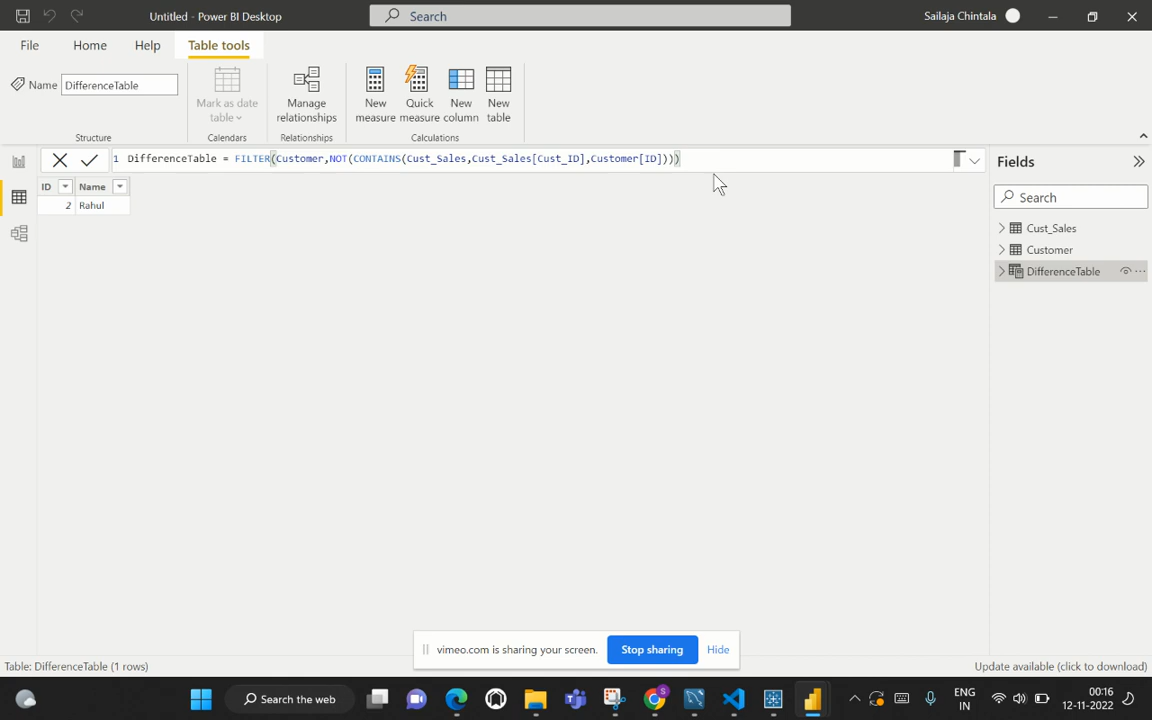 Untitled - Power BI Desktop
Search
Sailaja Chintala
File
Home
Help
Table tools
Name
DifferenceTable
Mark as date
table
Manage
relationships
New
measure
Quick
measure
New
column
New
table
Structure
Calendars
Relationships
Calculations
1 DifferenceTable = FILTER(Customer,NOT(CONTAINS(Cust_Sales,Cust_Sales[Cust_ID],Customer[ID])))
Fields
Search
Cust_Sales
Customer
DifferenceTable
ID
Name
2
Rahul
vimeo.com is sharing your screen.
Stop sharing
Hide
Table: DifferenceTable (1 rows)
Update available (click to download)
Search the web
ENG
IN
00:16
12-11-2022